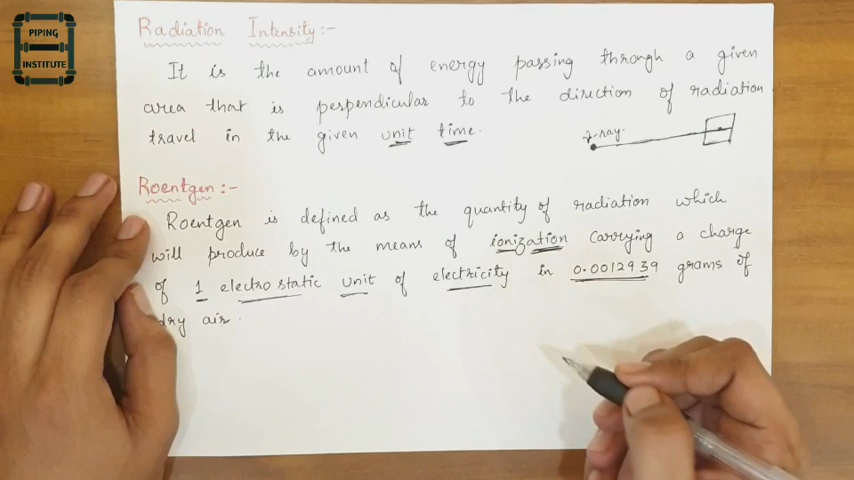 PIPING
INSTITUTE
Radiation Intensity:-
It is the amount of energy passing through a given
area that is perpendicular to the direction of radiation
travel in the given unit time.
γ-ray.
Roentgen:-
Roentgen is defined as the quantity of radiation which
will produce by the means of ionization carrying a charge
of 1 electro static unit of electricity in 0.0012939 grams of
dry air.